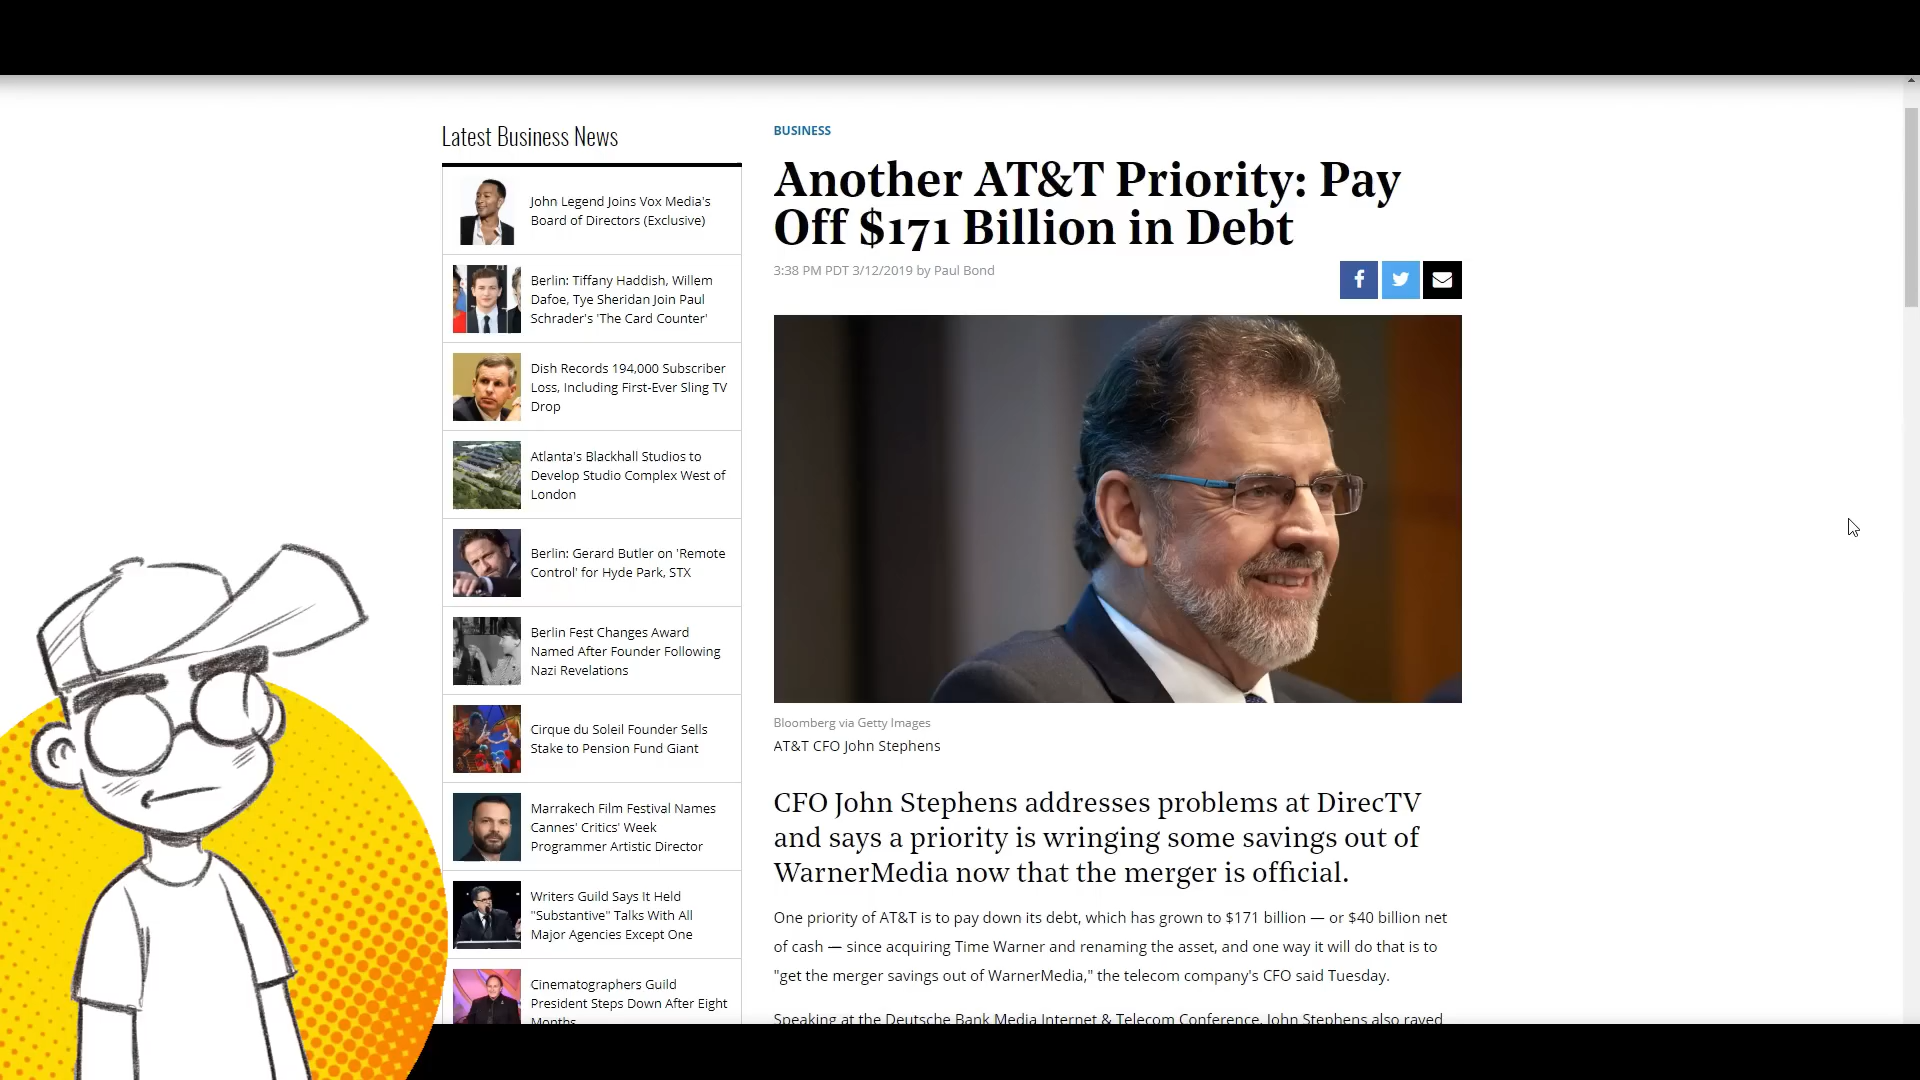 Latest Business News
John Legend Joins Vox Media's
Board of Directors (Exclusive)
Berlin: Tiffany Haddish, Willem
Dafoe, Tye Sheridan Join Paul
Schrader's 'The Card Counter'
Dish Records 194,000 Subscriber
Loss, Including First-Ever Sling TV
Drop
Atlanta's Blackhall Studios to
Develop Studio Complex West of
London
Berlin: Gerard Butler on 'Remote
Control' for Hyde Park, STX
Berlin Fest Changes Award
Named After Founder Following
Nazi Revelations
Cirque du Soleil Founder Sells
Stake to Pension Fund Giant
Marrakech Film Festival Names
Cannes' Critics' Week
Programmer Artistic Director
Writers Guild Says It Held
"Substantive" Talks With All
Major Agencies Except One
Cinematographers Guild
President Steps Down After Eight
Months
BUSINESS
Another AT&T Priority: Pay
Off $171 Billion in Debt
3:38 PM PDT 3/12/2019 by Paul Bond
Bloomberg via Getty Images
AT&T CFO John Stephens
CFO John Stephens addresses problems at DirecTV
and says a priority is wringing some savings out of
WarnerMedia now that the merger is official.
One priority of AT&T is to pay down its debt, which has grown to $171 billion — or $40 billion net
of cash — since acquiring Time Warner and renaming the asset, and one way it will do that is to
"get the merger savings out of WarnerMedia," the telecom company's CFO said Tuesday.
Speaking at the Deutsche Bank Media Internet & Telecom Conference, John Stephens also raved